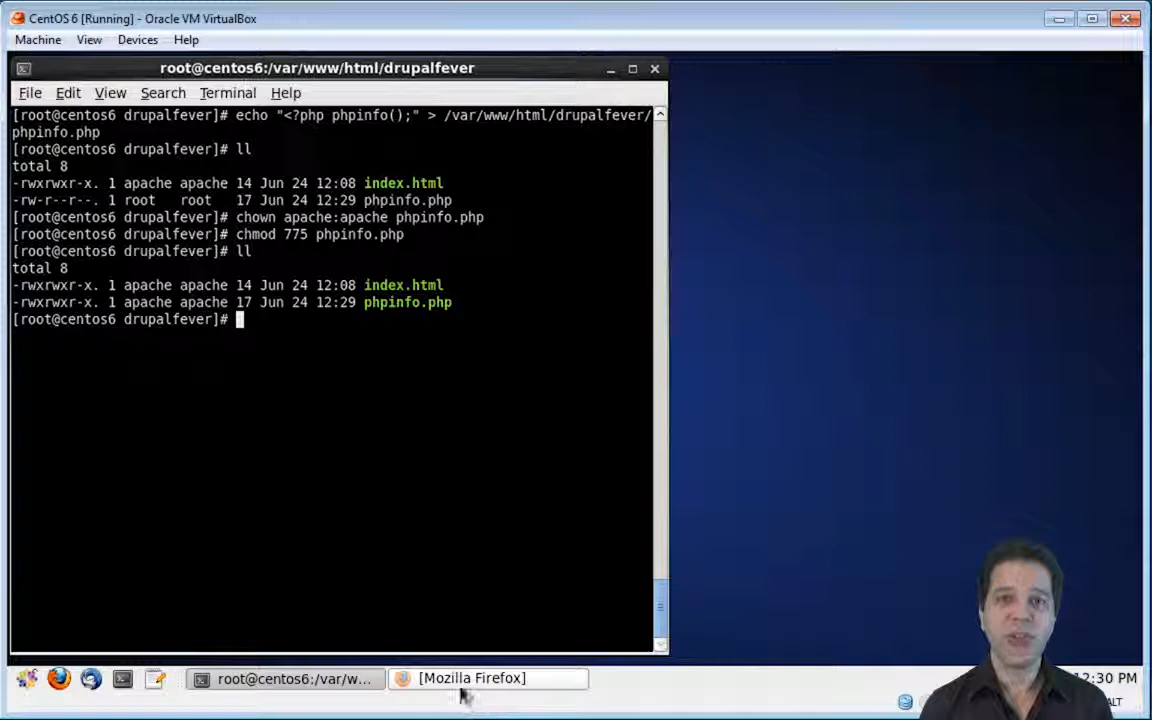 CentOS 6 [Running] - Oracle VM VirtualBox
Machine View Devices Help
root@centos6:/var/www/html/drupalfever
File Edit View Search Terminal Help
[root@centos6 drupalfever]# echo "<?php phpinfo();" > /var/www/html/drupalfever/
phpinfo.php
[root@centos6 drupalfever]# ll
total 8
-rwxrwxr-x. 1 apache apache 14 Jun 24 12:08 index.html
-rw-r--r--. 1 root   root   17 Jun 24 12:29 phpinfo.php
[root@centos6 drupalfever]# chown apache:apache phpinfo.php
[root@centos6 drupalfever]# chmod 775 phpinfo.php
[root@centos6 drupalfever]# ll
total 8
-rwxrwxr-x. 1 apache apache 14 Jun 24 12:08 index.html
-rwxrwxr-x. 1 apache apache 17 Jun 24 12:29 phpinfo.php
[root@centos6 drupalfever]#
root@centos6:/var/w... [Mozilla Firefox] 12:30 PM